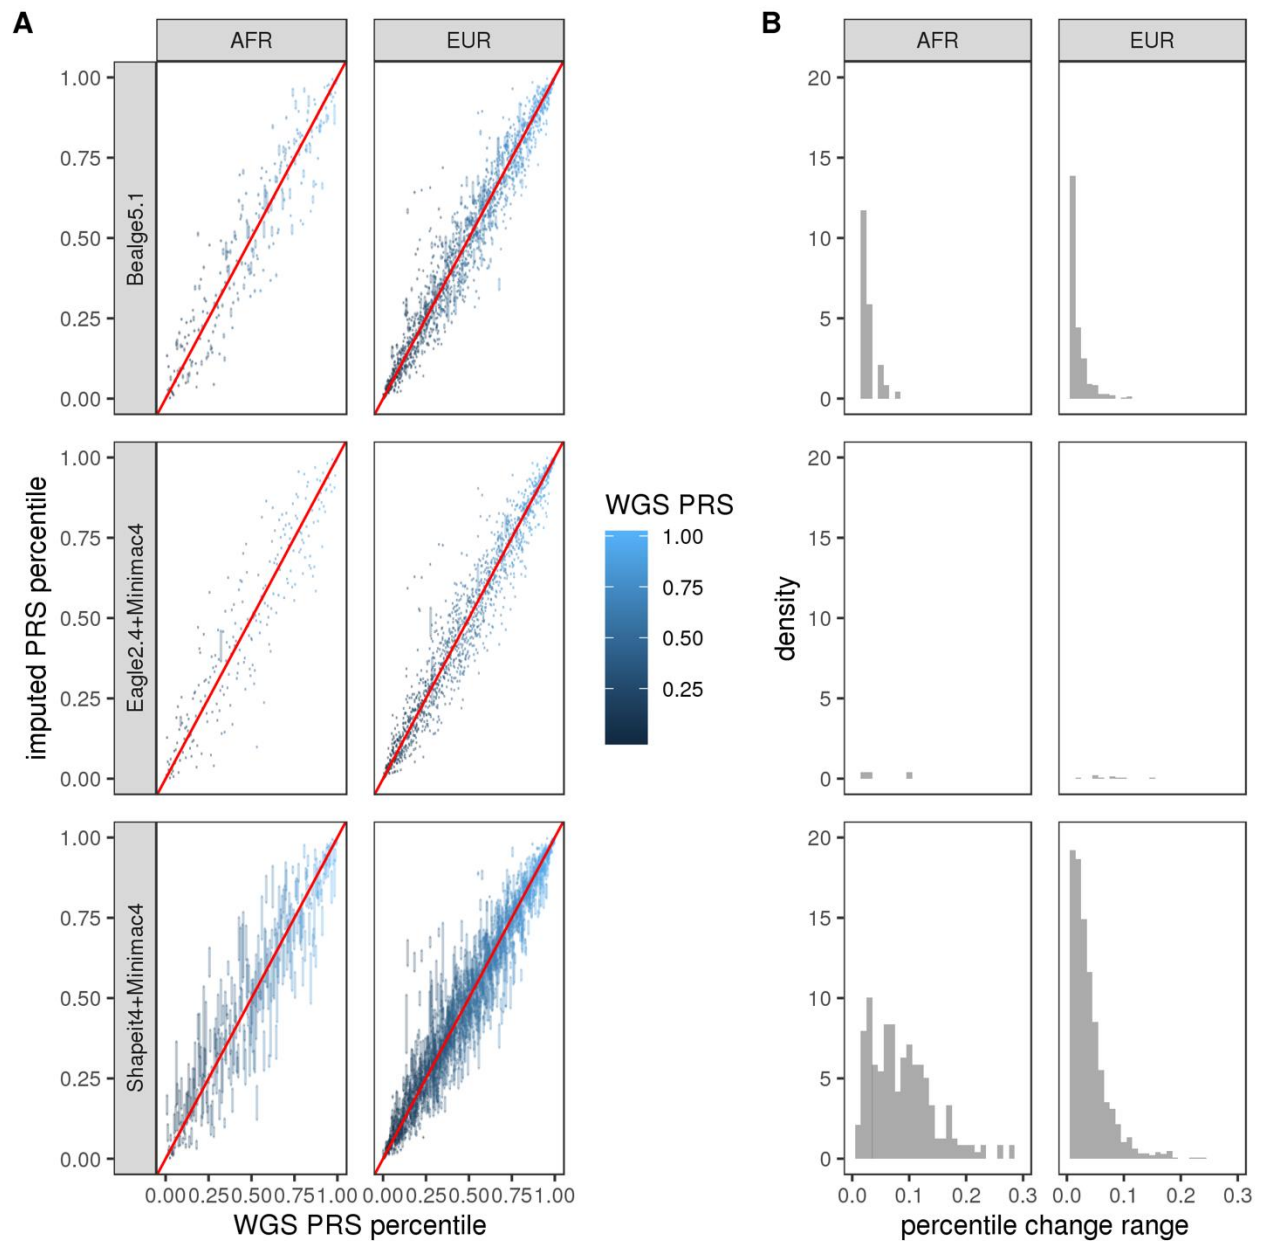 A
B
AFR
EUR
AFR
EUR
Bealge5.1
1.00
0.75
0.50
0.25
0.00
20
15
10
5
0
imputed PRS percentile
Eagle2.4+Minimac4
1.00
0.75
0.50
0.25
0.00
WGS PRS
1.00
0.75
0.50
0.25
density
20
15
10
5
0
Shapeit4+Minimac4
1.00
0.75
0.50
0.25
0.00
20
15
10
5
0
0.00 0.25 0.50 0.75 1.00
0.00 0.25 0.50 0.75 1.00
0.0 0.1 0.2 0.3
0.0 0.1 0.2 0.3
WGS PRS percentile
percentile change range